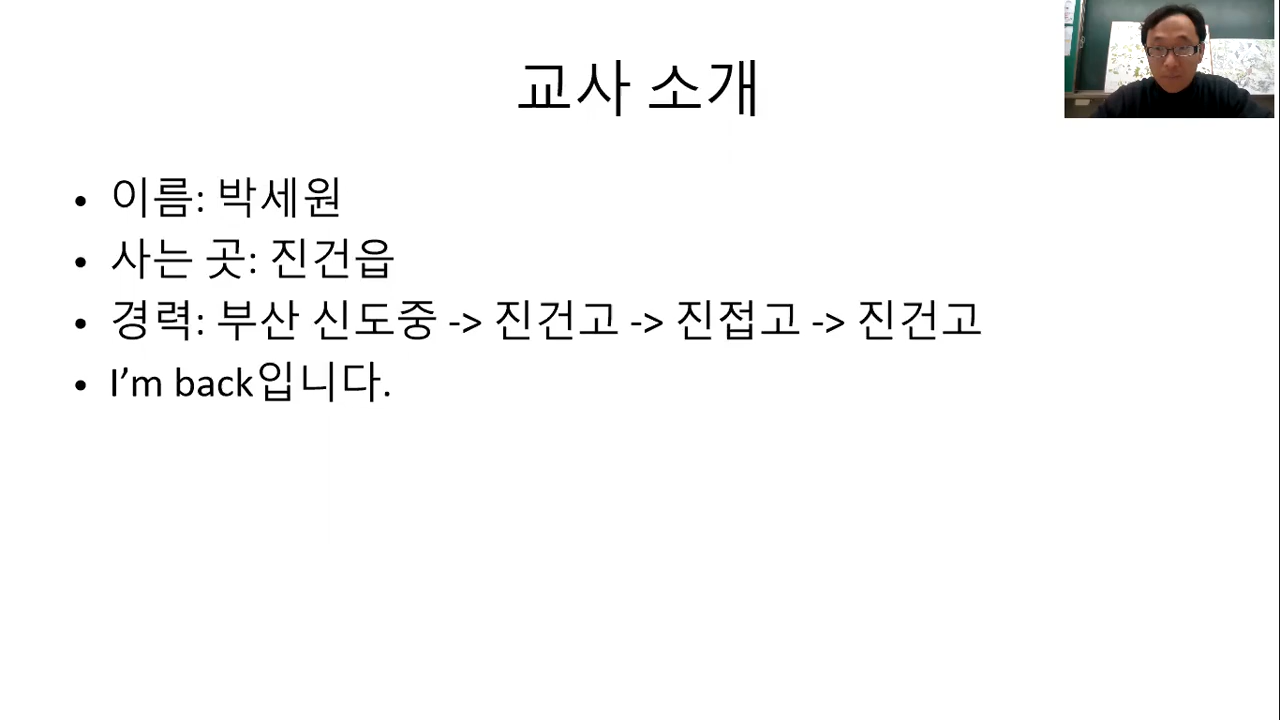 교사 소개
• 이름: 박세원
• 사는 곳: 진건읍
• 경력: 부산 신도중 -> 진건고 -> 진접고 -> 진건고
• I’m back입니다.